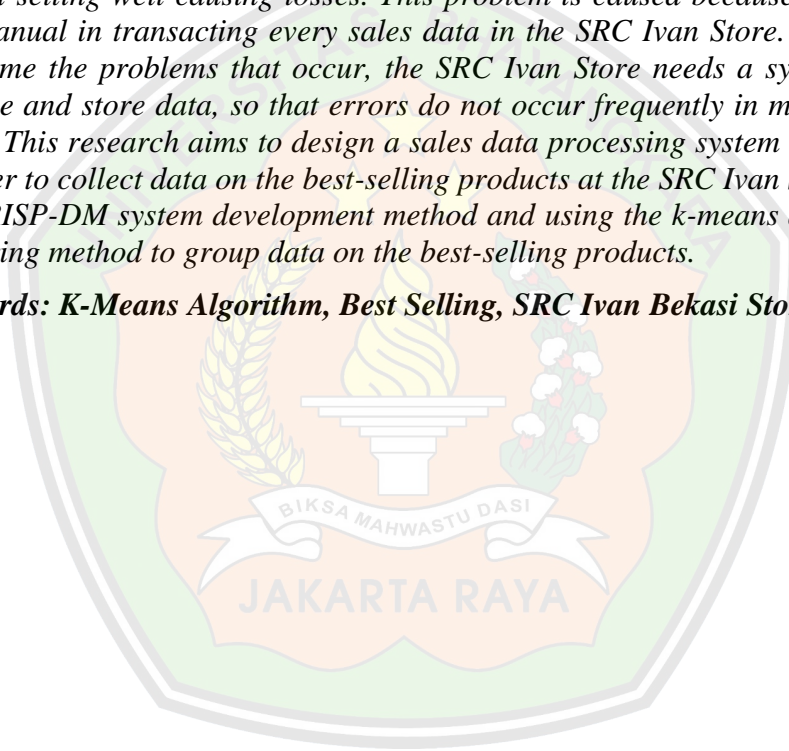 selling well causing losses. This problem is caused because
anual in transacting every sales data in the SRC Ivan Store.
me the problems that occur, the SRC Ivan Store needs a sy
e and store data, so that errors do not occur frequently in m
This research aims to design a sales data processing system
er to collect data on the best-selling products at the SRC Ivan
ISP-DM system development method and using the k-means
ing method to group data on the best-selling products.
rds: K-Means Algorithm, Best Selling, SRC Ivan Bekasi Sto
UNIVERSITAS BHAYANGKARA
BIKSA MAHWASTU DASI
JAKARTA RAYA